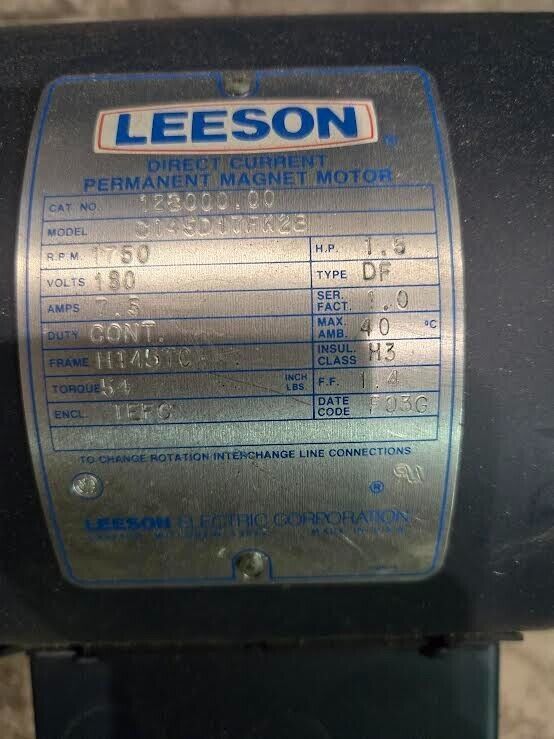 LEESON ®
DIRECT CURRENT
PERMANENT MAGNET MOTOR
CAT NO. 128000.00
MODEL
R.P.M. 1750 H.P. 1.5
VOLTS 180 TYPE DF
AMPS 7.5 SER. FACT. 1.0
DUTY CONT. MAX. AMB. 40 °C
FRAME INSUL. CLASS H3
TORQUE 54 INCH LBS. F.F. 1.4
ENCL. TEFC DATE CODE F03G
TO CHANGE ROTATION INTERCHANGE LINE CONNECTIONS
®
LEESON ELECTRIC CORPORATION
MADE IN U.S.A.